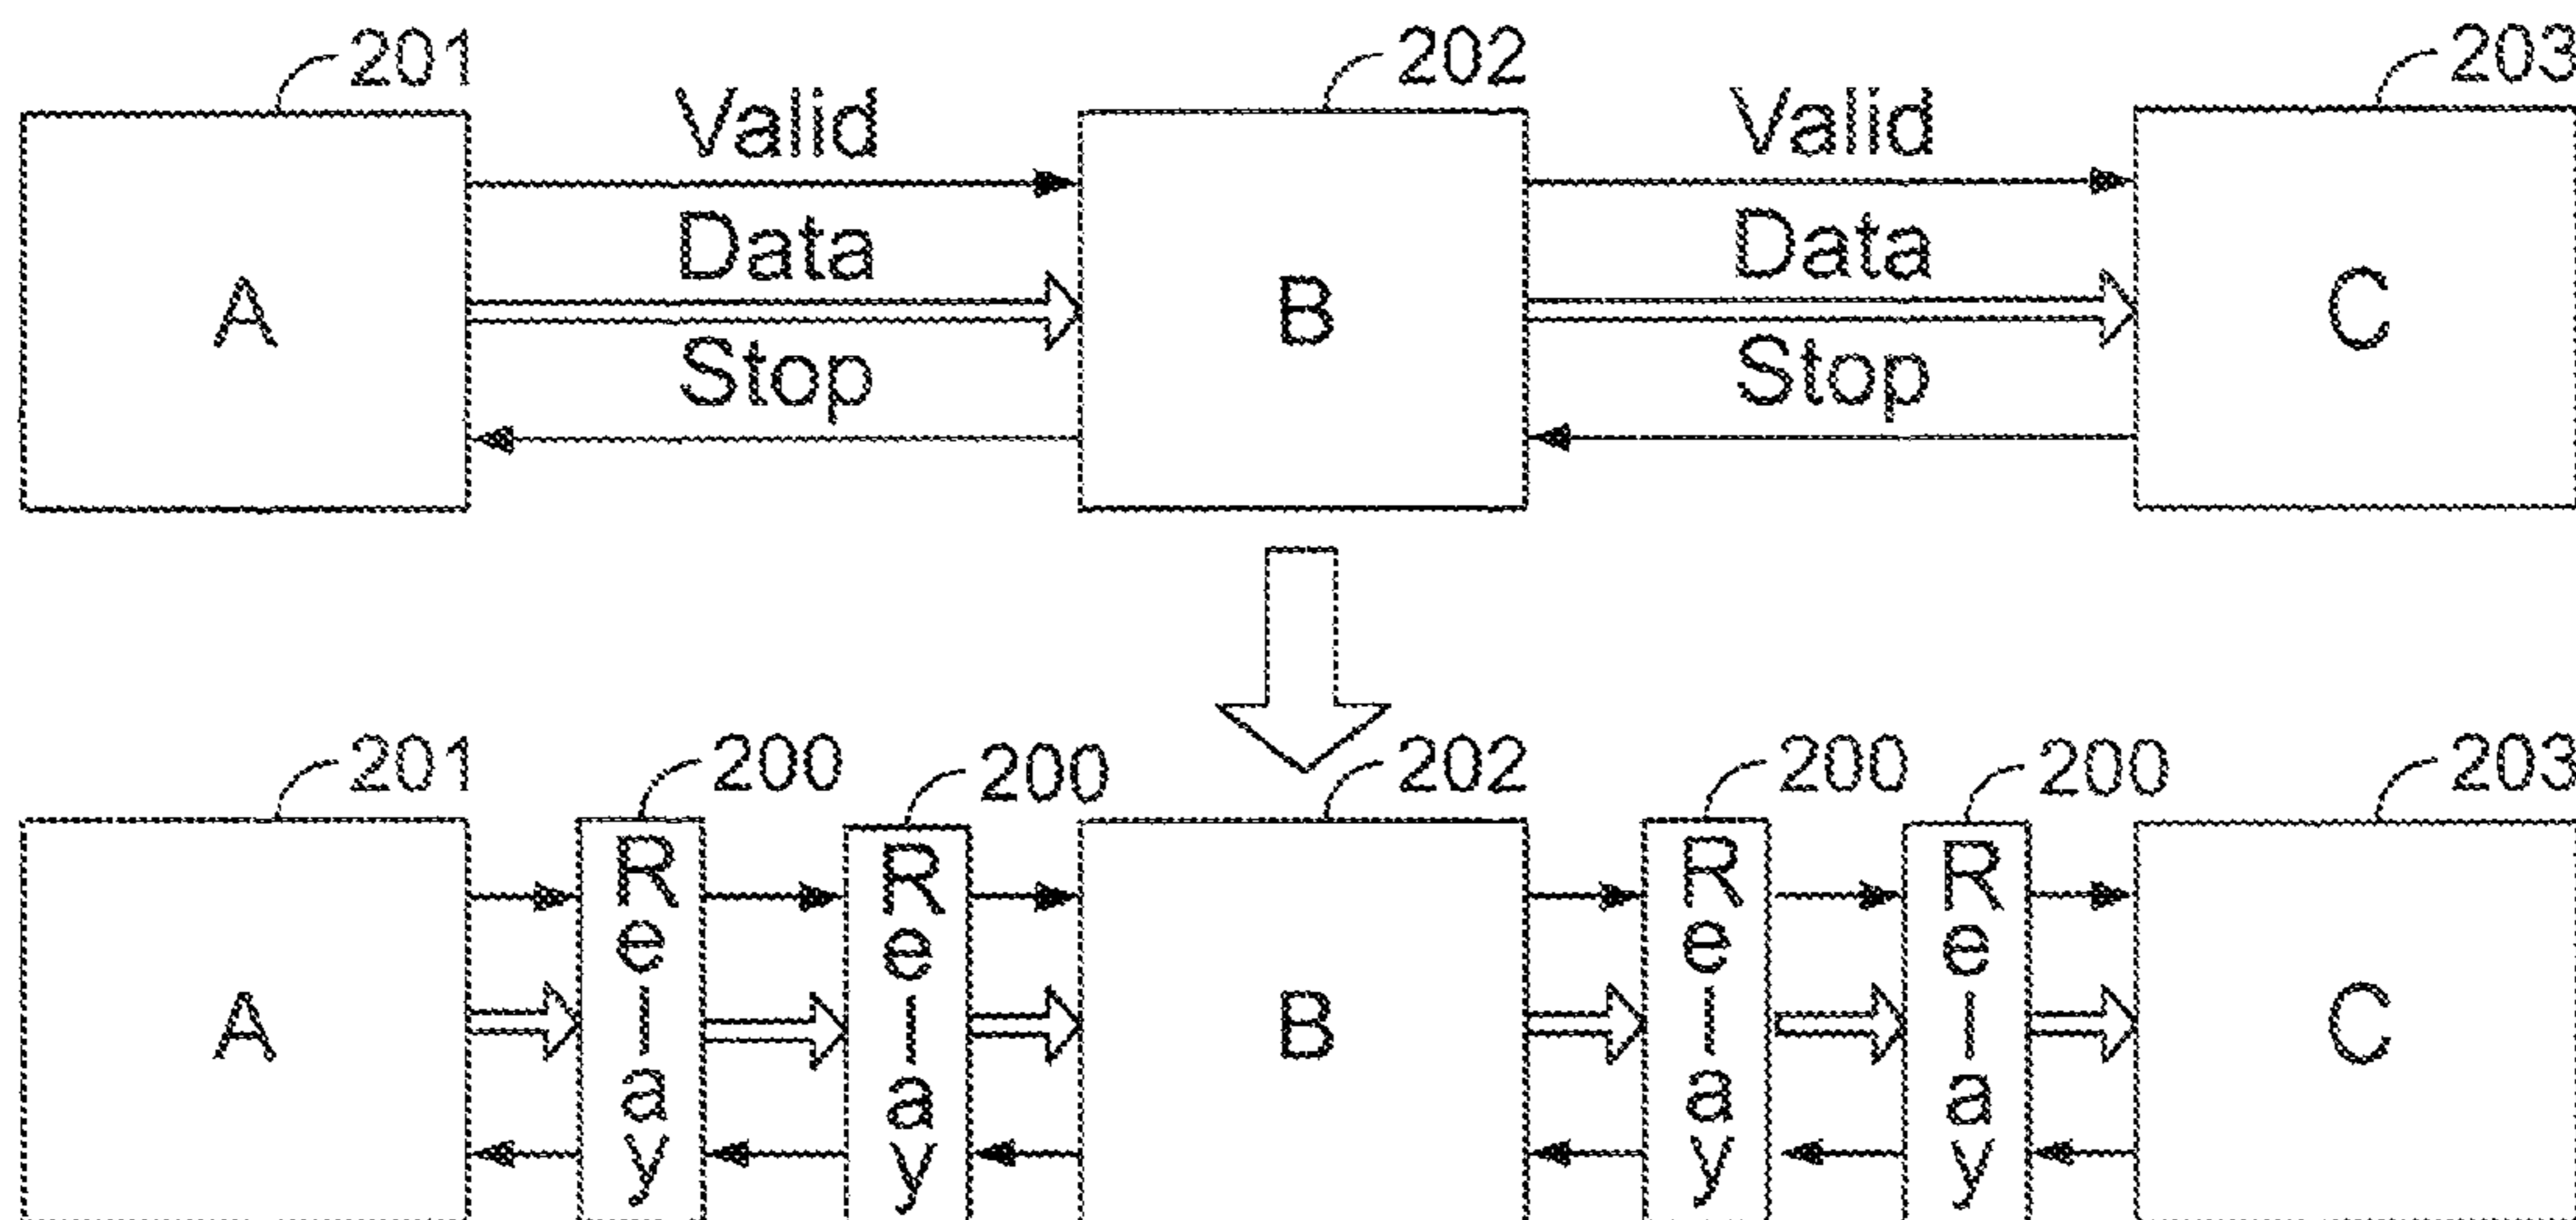 201 202 203
Valid Valid
Data Data
A B C
Stop Stop
201 200 200 202 200 200 203
Relay Relay Relay Relay
A B C